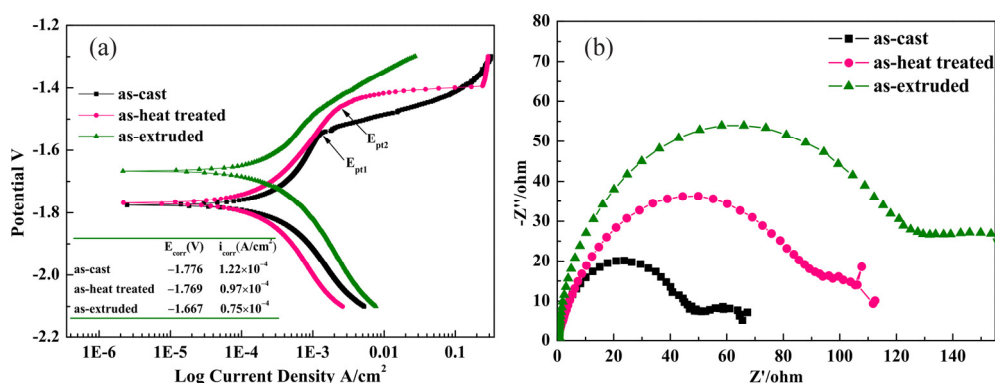 (a)
Potential V
-1.2
-1.4
-1.6
-1.8
-2.0
-2.2
as-cast
as-heat treated
as-extruded
Ept2
Ept1
Ecorr(V) icorr(A/cm²)
as-cast −1.776 1.22×10⁻⁴
as-heat treated −1.769 0.97×10⁻⁴
as-extruded −1.667 0.75×10⁻⁴
1E-6 1E-5 1E-4 1E-3 0.01 0.1
Log Current Density A/cm²
(b)
-Z''/ohm
80
70
60
50
40
30
20
10
0
as-cast
as-heat treated
as-extruded
0 20 40 60 80 100 120 140
Z'/ohm